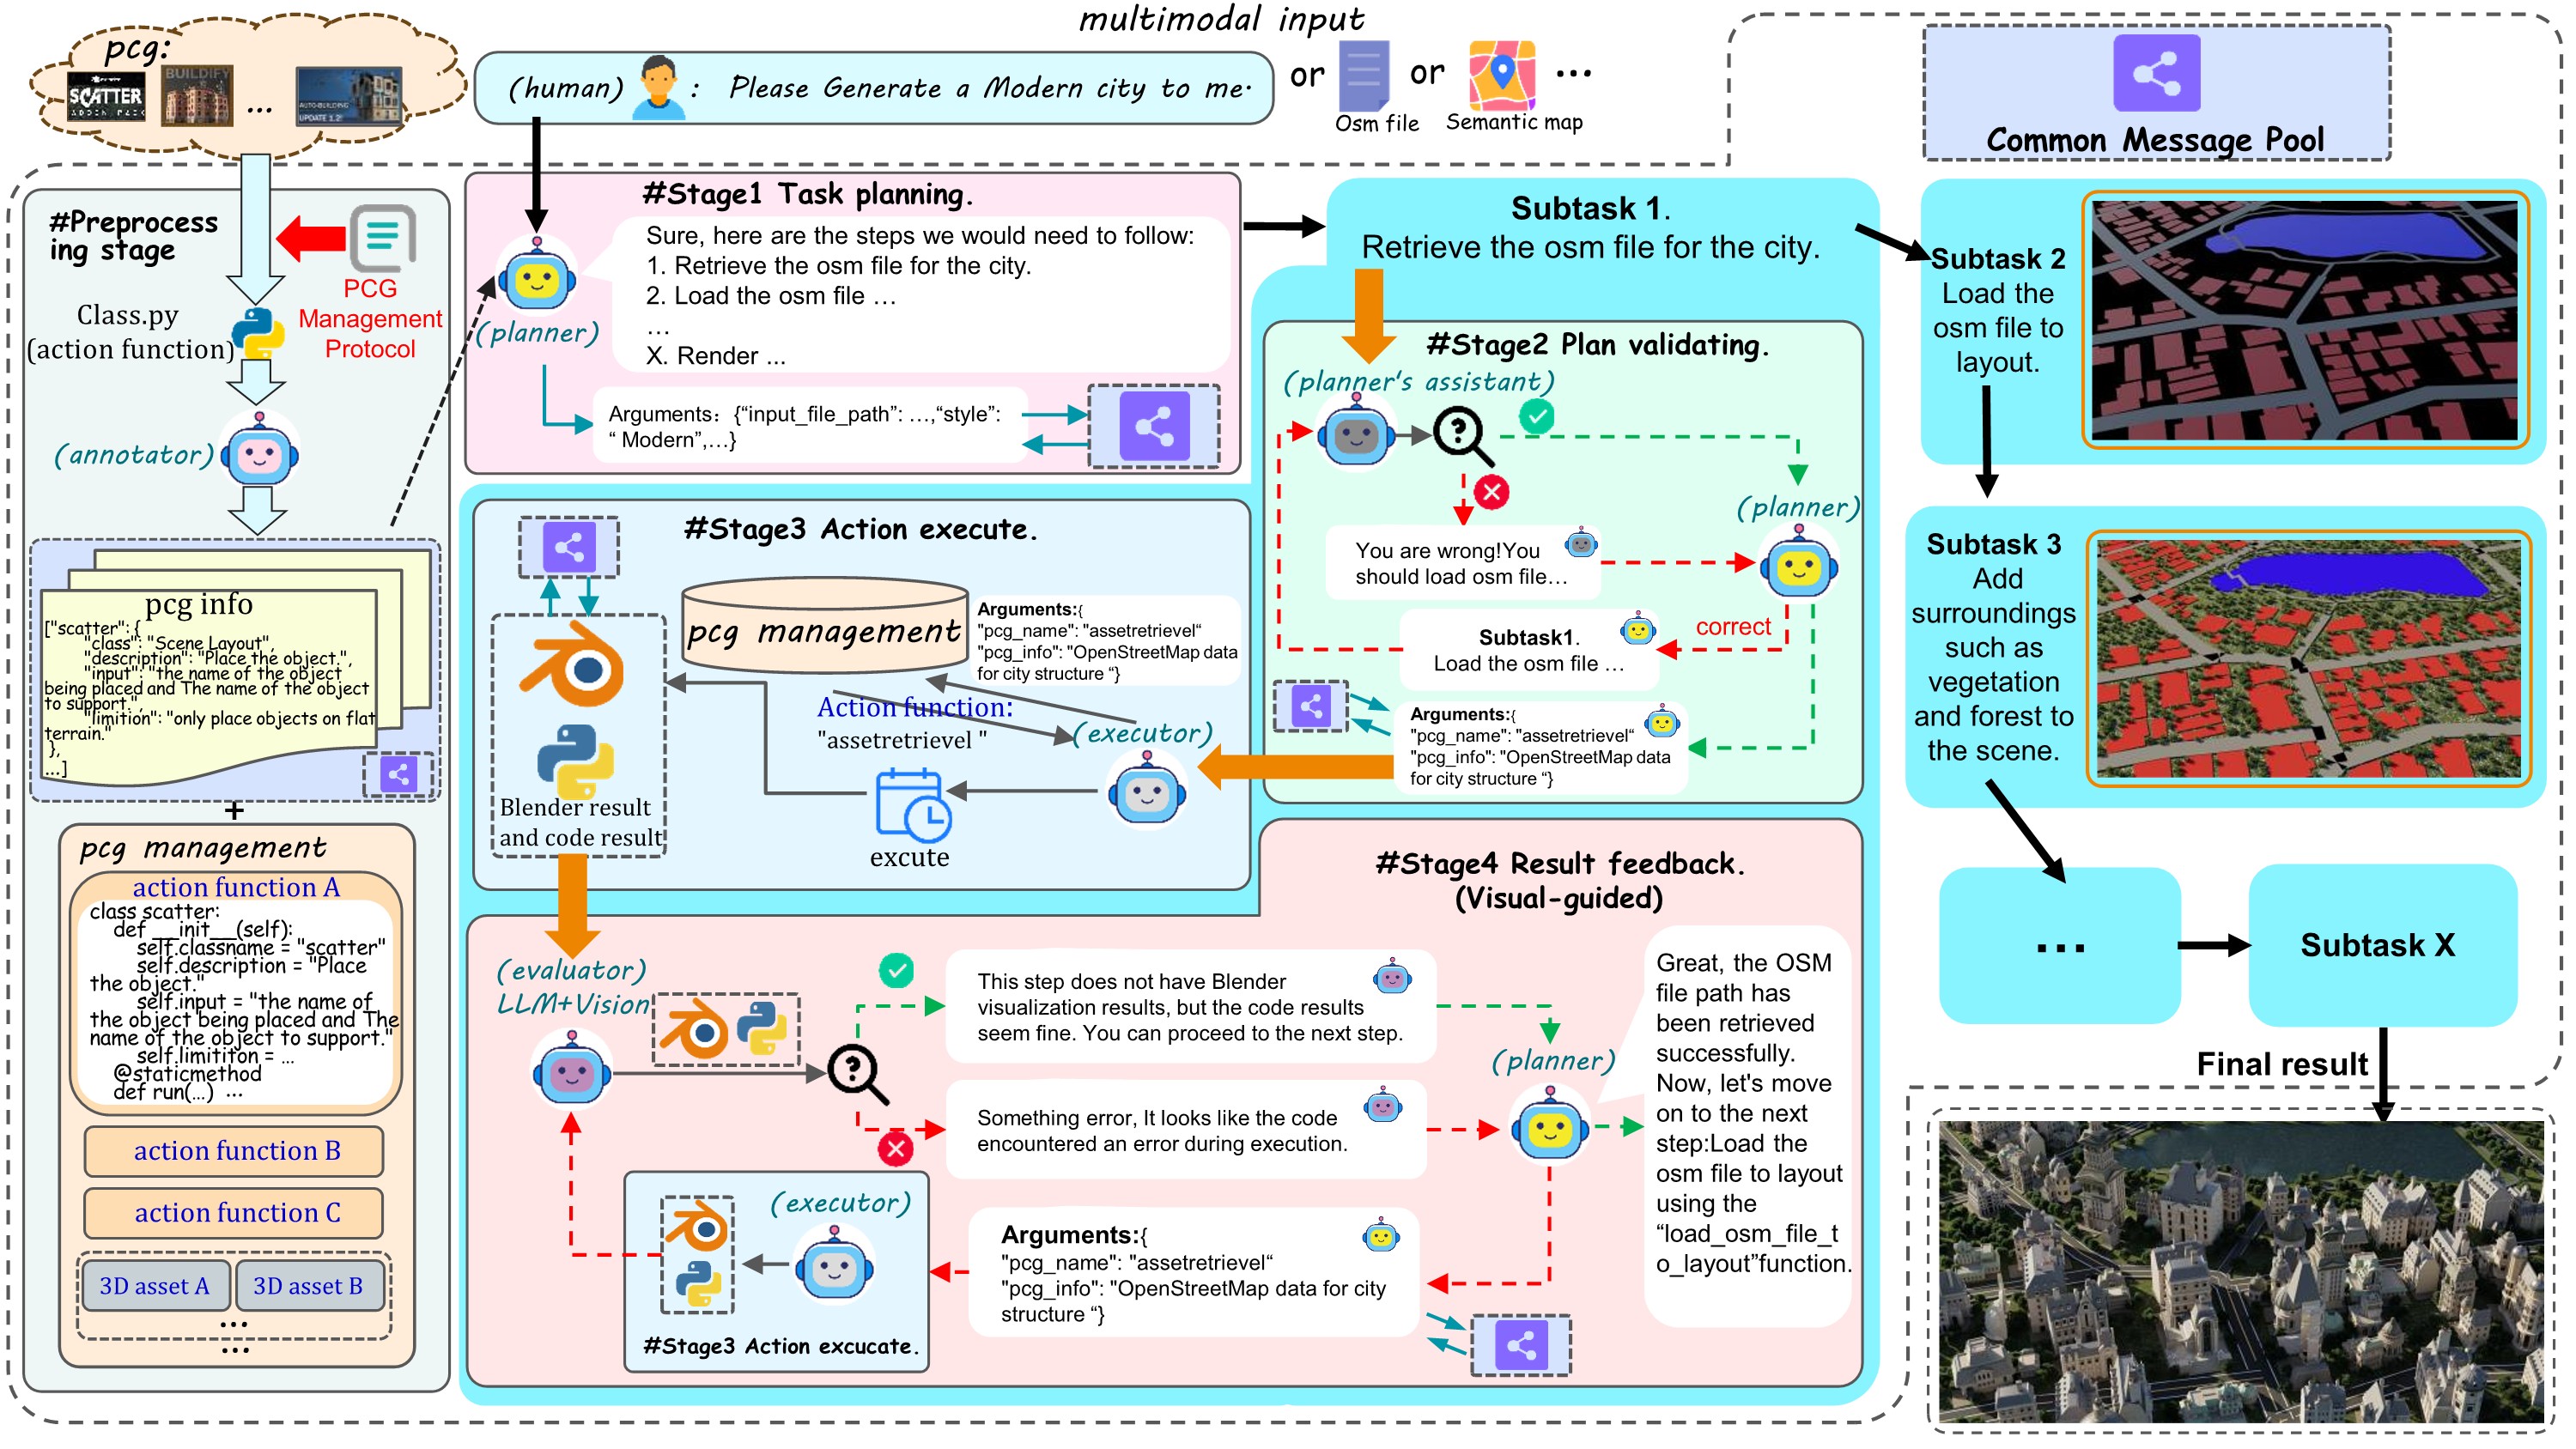 pcg:
SCATTER
BUILDIFY
...
AUTO-BUILDING
UPDATE 1.2!
multimodal input
(human) : Please Generate a Modern city to me.
or
or
...
Osm file
Semantic map
Common Message Pool
#Preprocess
ing stage
PCG
Management
Protocol
Class.py
(action function)
(annotator)
pcg info
["scatter": {
"class": "Scene Layout",
"description": "Place the object.",
"input": "the name of the object
being placed and The name of the object
to support.",
"limition": "only place objects on flat
terrain."
},
...]
+
pcg management
action function A
class scatter:
def __init__(self):
self.classname = "scatter"
self.description = "Place
the object."
self.input = "the name of
the object being placed and The
name of the object to support."
self.limititon = ...
@staticmethod
def run(...) ...
action function B
action function C
3D asset A
3D asset B
...
...
#Stage1 Task planning.
(planner)
Sure, here are the steps we would need to follow:
1. Retrieve the osm file for the city.
2. Load the osm file …
…
X. Render ...
Arguments: {“input_file_path”: …,“style”:
“ Modern”,…}
Subtask 1.
Retrieve the osm file for the city.
#Stage2 Plan validating.
(planner's assistant)
?
(planner)
You are wrong!You
should load osm file…
correct
Subtask1.
Load the osm file …
Arguments:{
"pcg_name": "assetretrievel“
"pcg_info": "OpenStreetMap data
for city structure “}
#Stage3 Action execute.
pcg management
Arguments:{
"pcg_name": "assetretrievel“
"pcg_info": "OpenStreetMap data
for city structure “}
Action function:
"assetretrievel "
(executor)
excute
Blender result
and code result
#Stage4 Result feedback.
(Visual-guided)
(evaluator)
LLM+Vision
?
This step does not have Blender
visualization results, but the code results
seem fine. You can proceed to the next step.
Something error, It looks like the code
encountered an error during execution.
(planner)
Great, the OSM
file path has
been retrieved
successfully.
Now, let's move
on to the next
step:Load the
osm file to layout
using the
“load_osm_file_t
o_layout”function.
(executor)
#Stage3 Action excucate.
Arguments:{
"pcg_name": "assetretrievel“
"pcg_info": "OpenStreetMap data for city
structure “}
Subtask 2
Load the
osm file to
layout.
Subtask 3
Add
surroundings
such as
vegetation
and forest to
the scene.
...
Subtask X
Final result